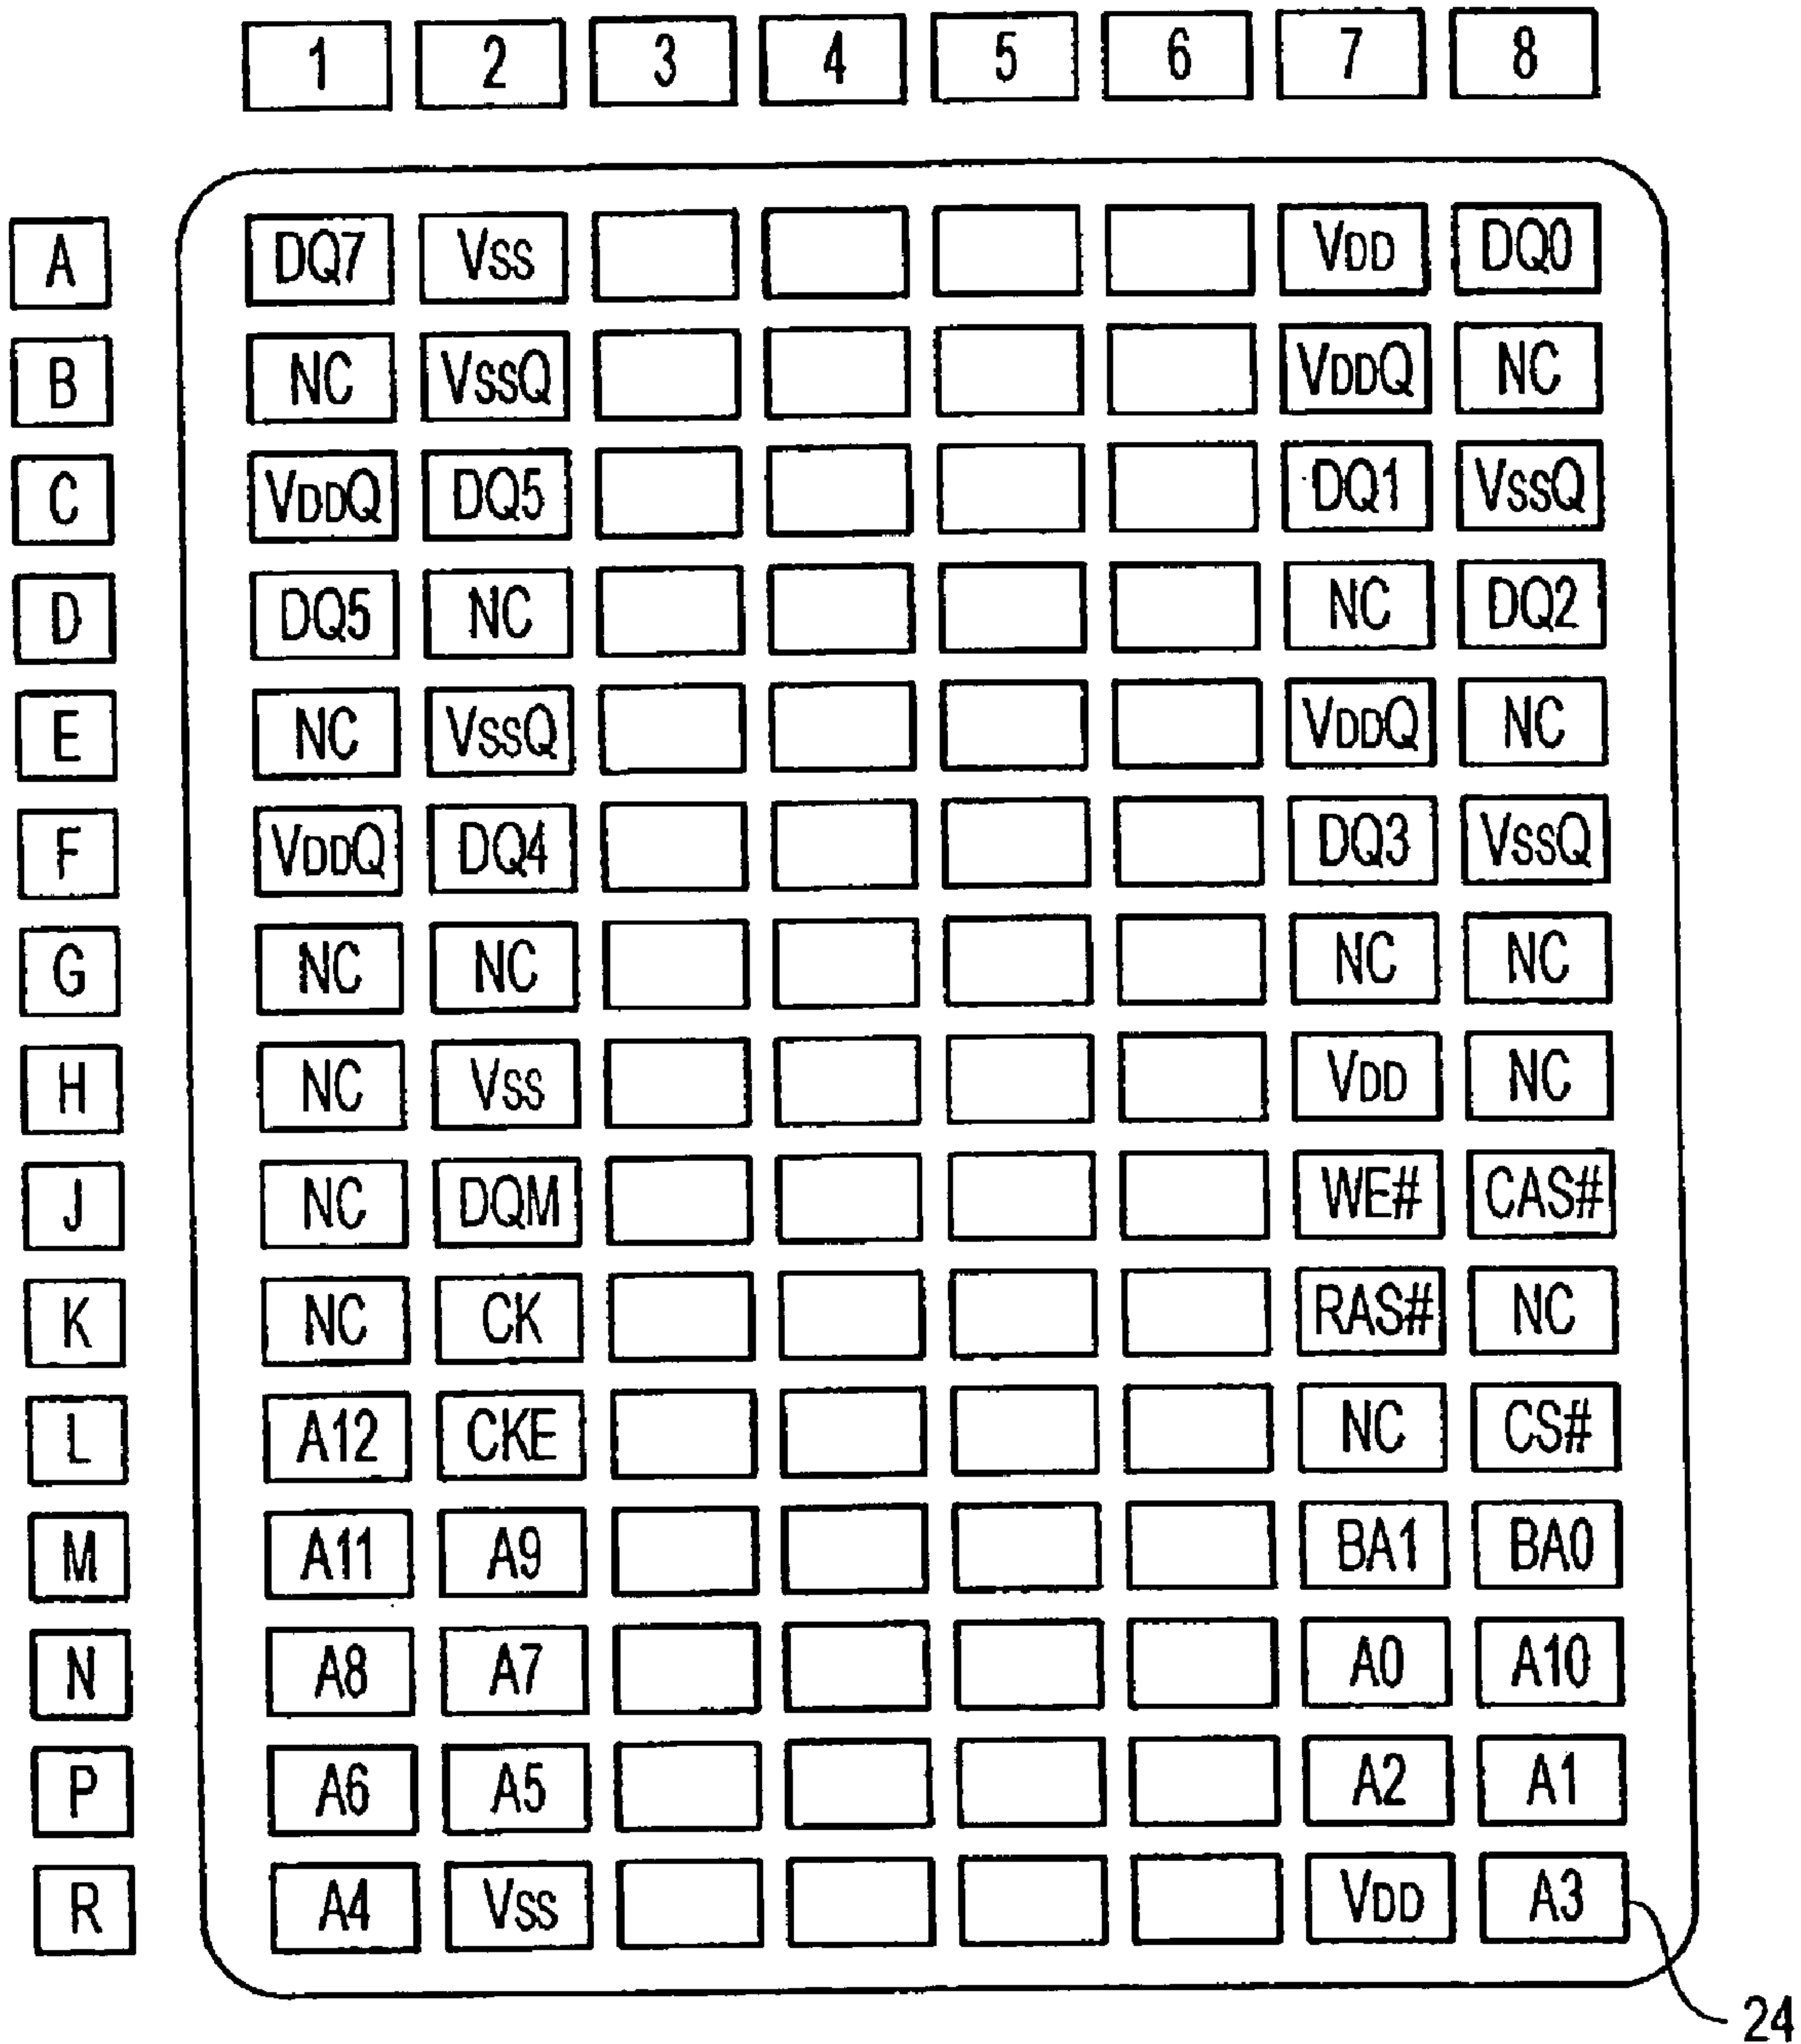 1 2 3 4 5 6 7 8
A DQ7 VSS VDD DQ0
B NC VSSQ VDDQ NC
C VDDQ DQ5 DQ1 VSSQ
D DQ5 NC NC DQ2
E NC VSSQ VDDQ NC
F VDDQ DQ4 DQ3 VSSQ
G NC NC NC NC
H NC VSS VDD NC
J NC DQM WE# CAS#
K NC CK RAS# NC
L A12 CKE NC CS#
M A11 A9 BA1 BA0
N A8 A7 A0 A10
P A6 A5 A2 A1
R A4 VSS VDD A3
24